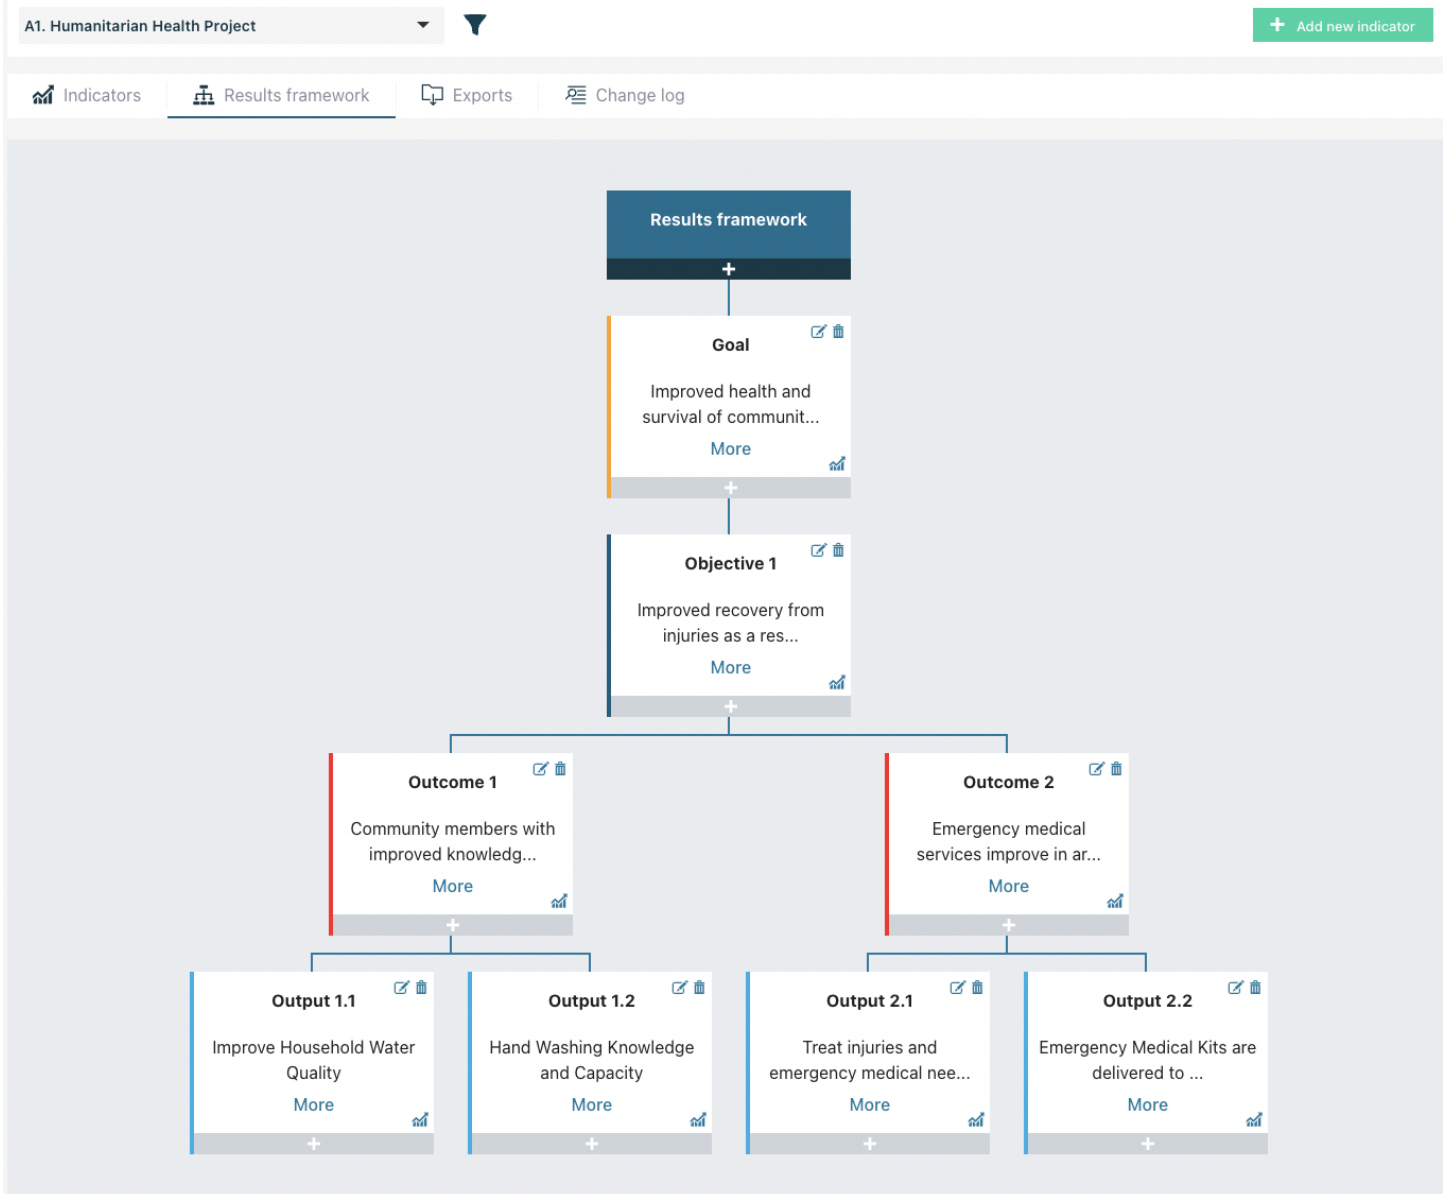 A1. Humanitarian Health Project
+ Add new indicator
Indicators
Results framework
Exports
Change log
Results framework
+
Goal
Improved health and
survival of communit...
More
+
Objective 1
Improved recovery from
injuries as a res...
More
+
Outcome 1
Community members with
improved knowledg...
More
+
Outcome 2
Emergency medical
services improve in ar...
More
+
Output 1.1
Improve Household Water
Quality
More
+
Output 1.2
Hand Washing Knowledge
and Capacity
More
+
Output 2.1
Treat injuries and
emergency medical nee...
More
+
Output 2.2
Emergency Medical Kits are
delivered to ...
More
+